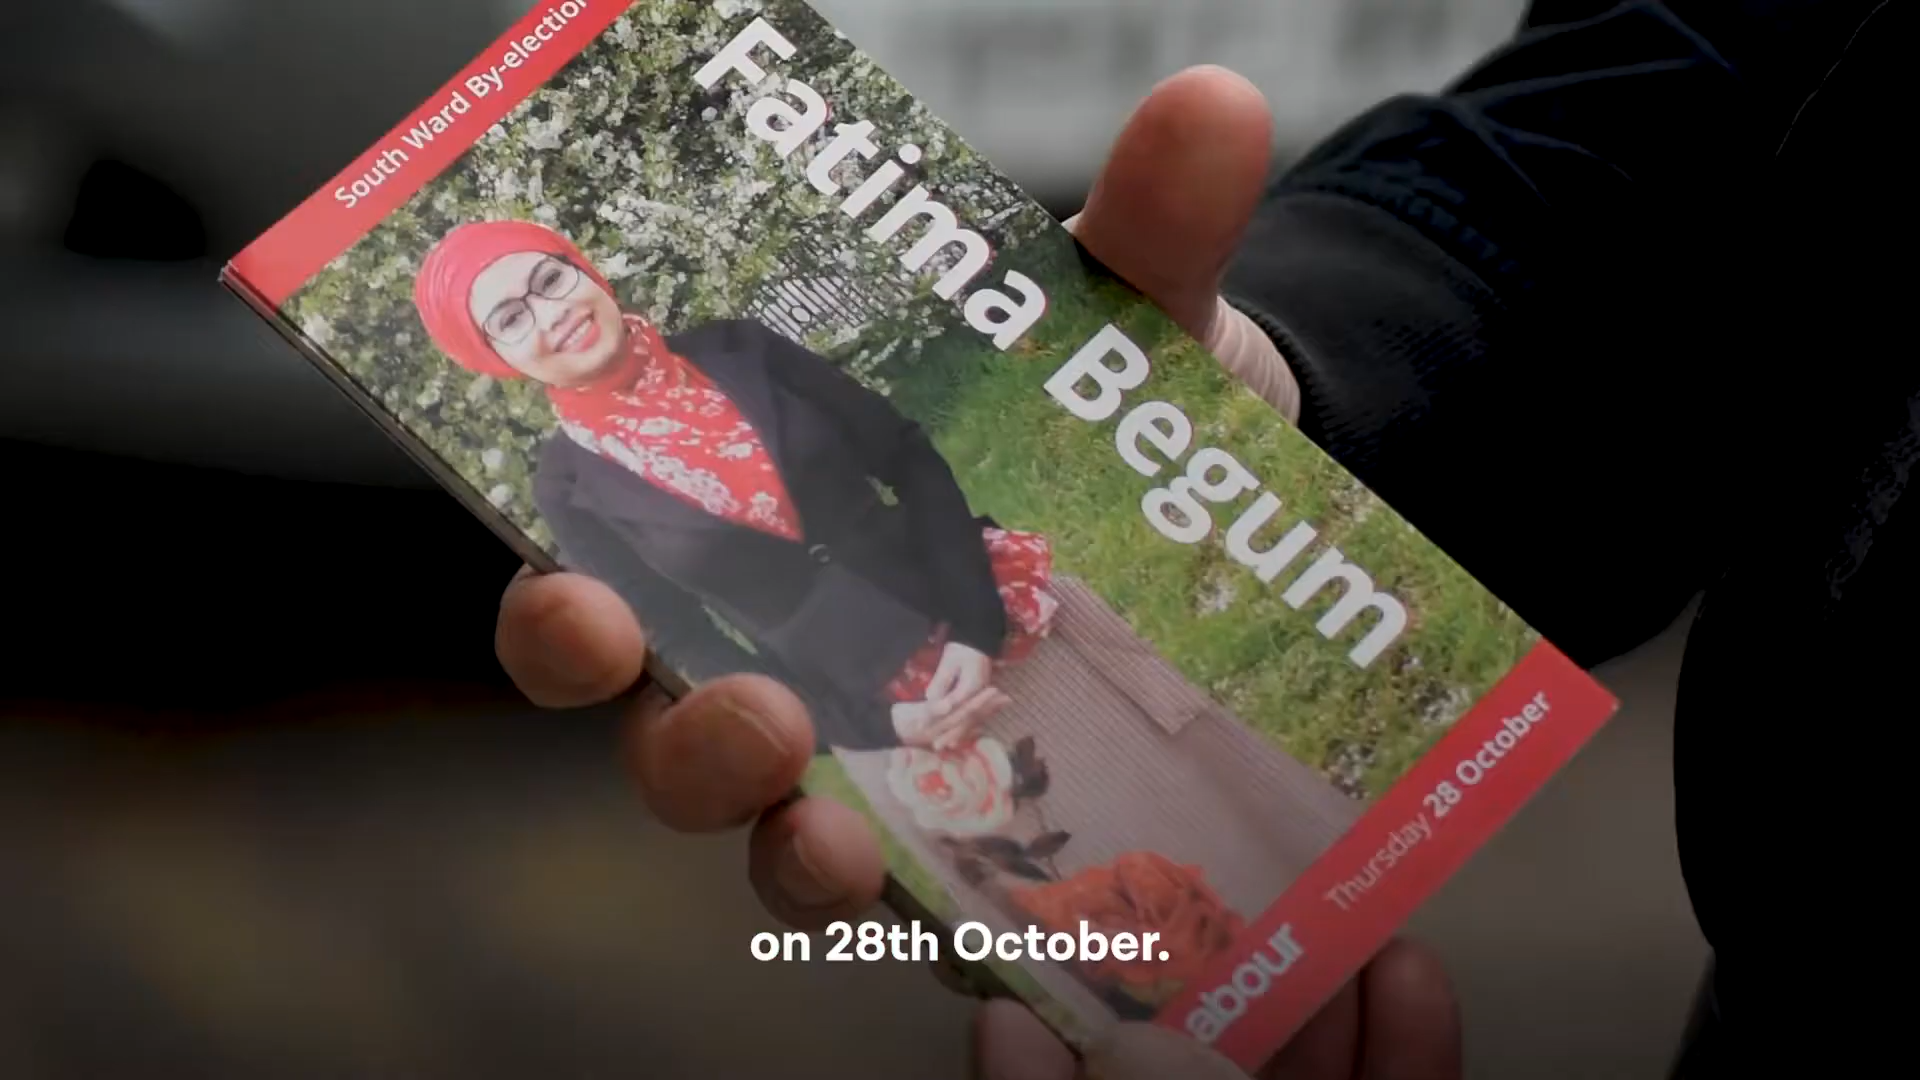 South Ward By-election
Fatima Begum
Thursday 28 October
abour
on 28th October.